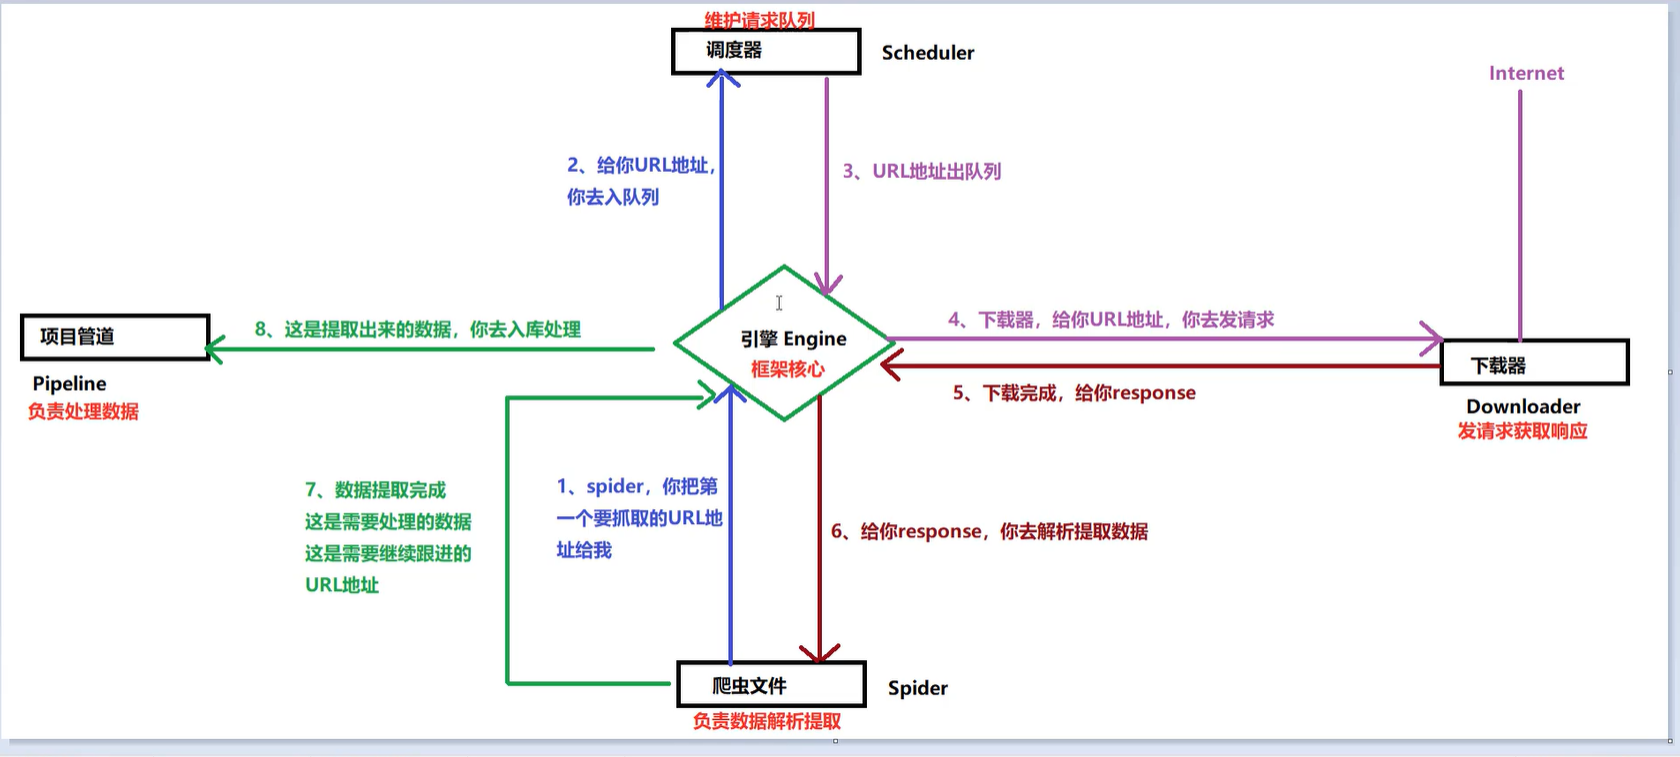 维护请求队列
调度器
Scheduler
Internet
2、给你URL地址，
你去入队列
3、URL地址出队列
项目管道
Pipeline
负责处理数据
8、这是提取出来的数据，你去入库处理
引擎 Engine
框架核心
4、下载器，给你URL地址，你去发请求
5、下载完成，给你response
下载器
Downloader
发请求获取响应
7、数据提取完成
这是需要处理的数据
这是需要继续跟进的
URL地址
1、spider，你把第
一个要抓取的URL地
址给我
6、给你response，你去解析提取数据
爬虫文件
Spider
负责数据解析提取